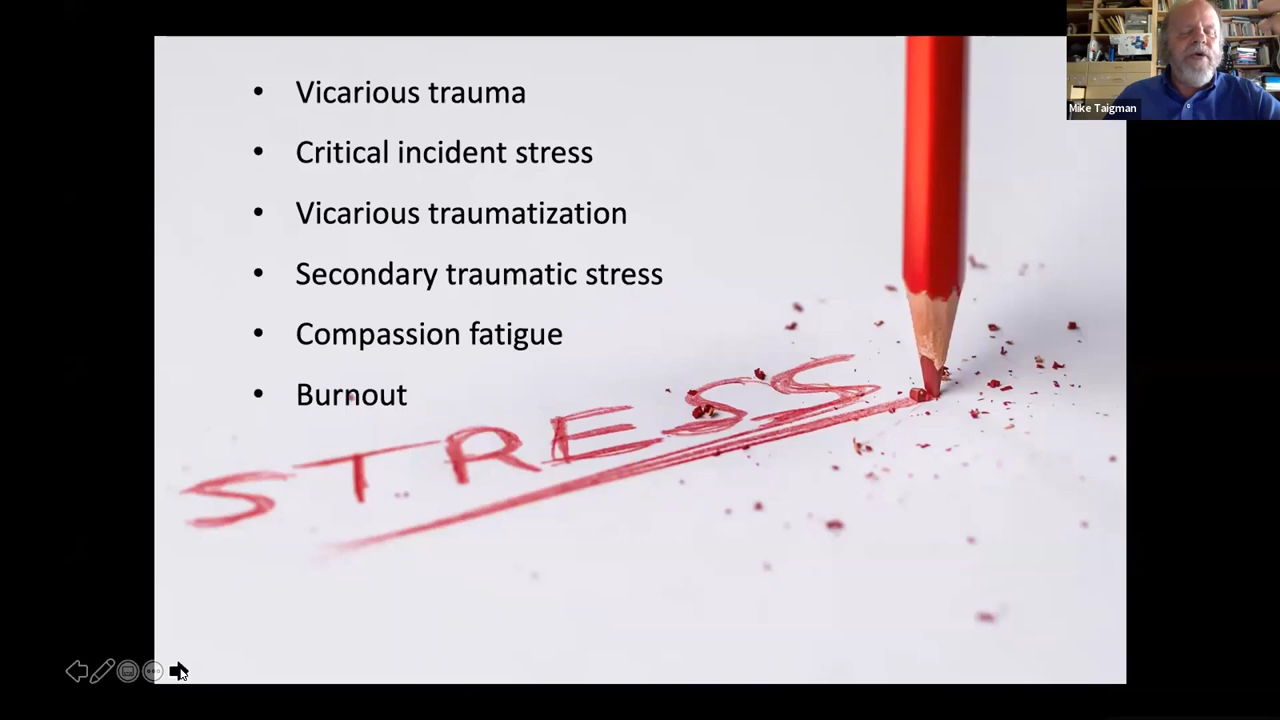 • Vicarious trauma
• Critical incident stress
• Vicarious traumatization
• Secondary traumatic stress
• Compassion fatigue
• Burnout
STRESS
Mike Taigman